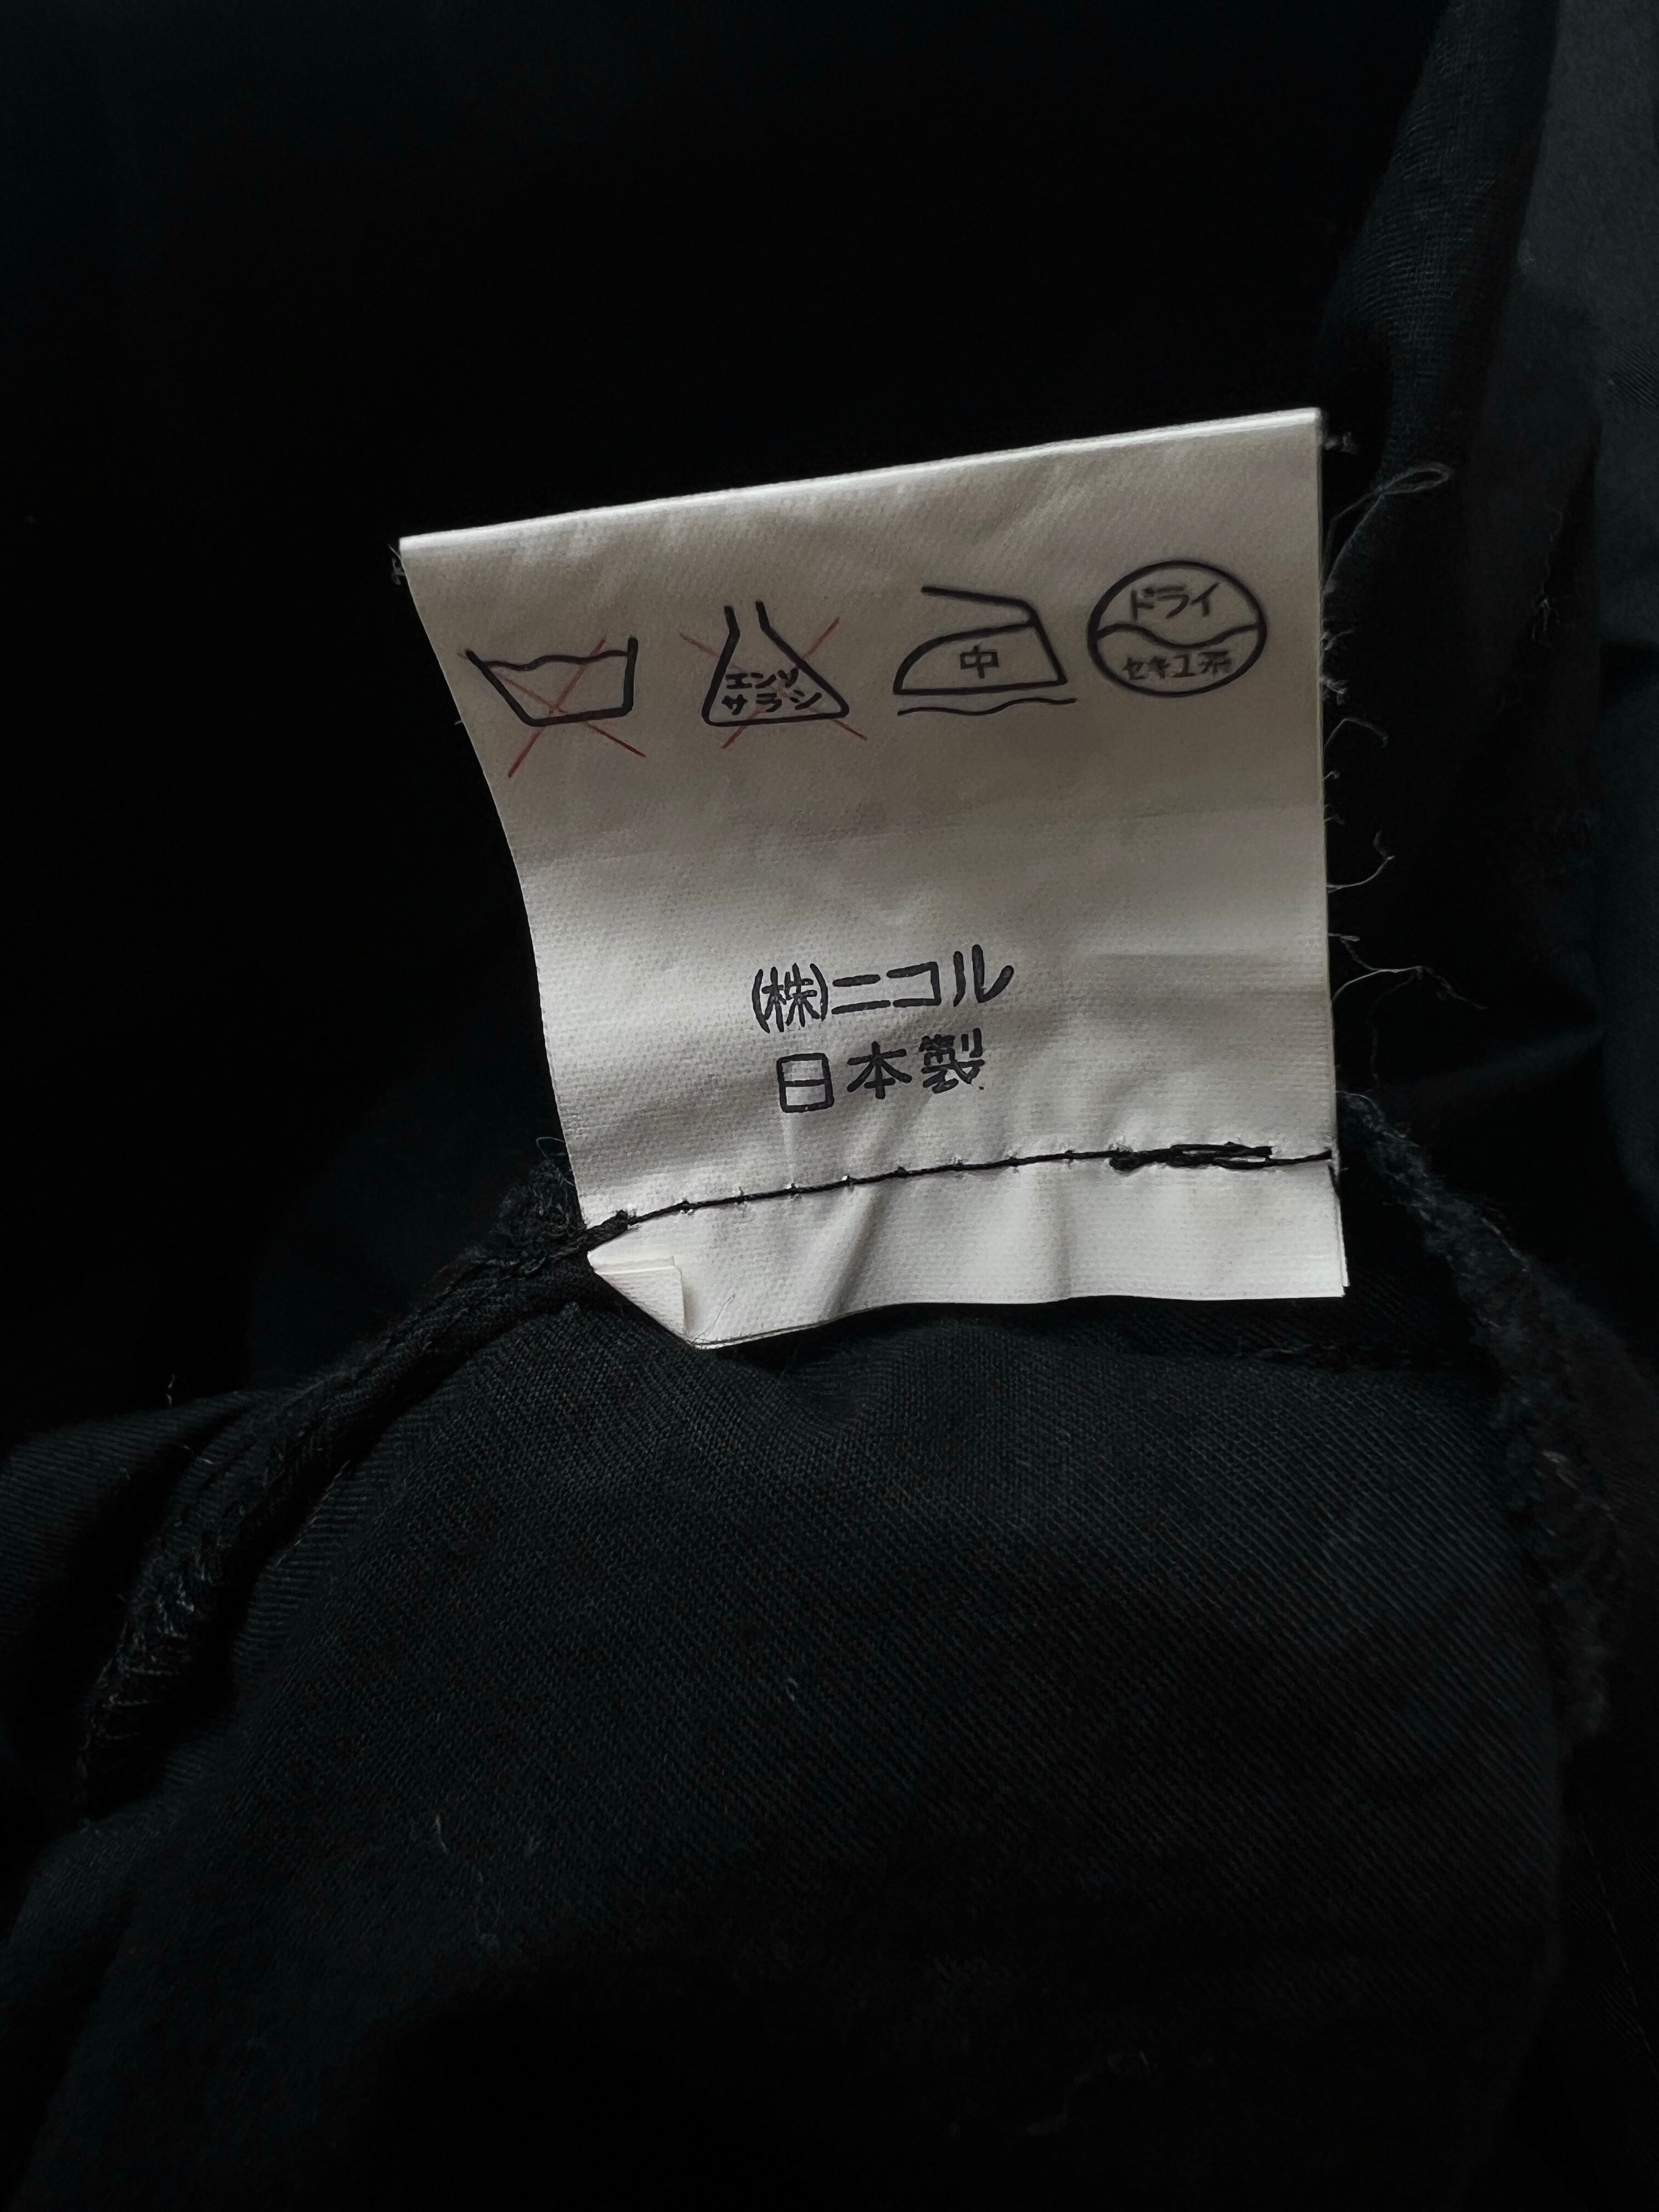 エンソ
サラシ
中
ドライ
セキユ系
㈱ニコル
日本製